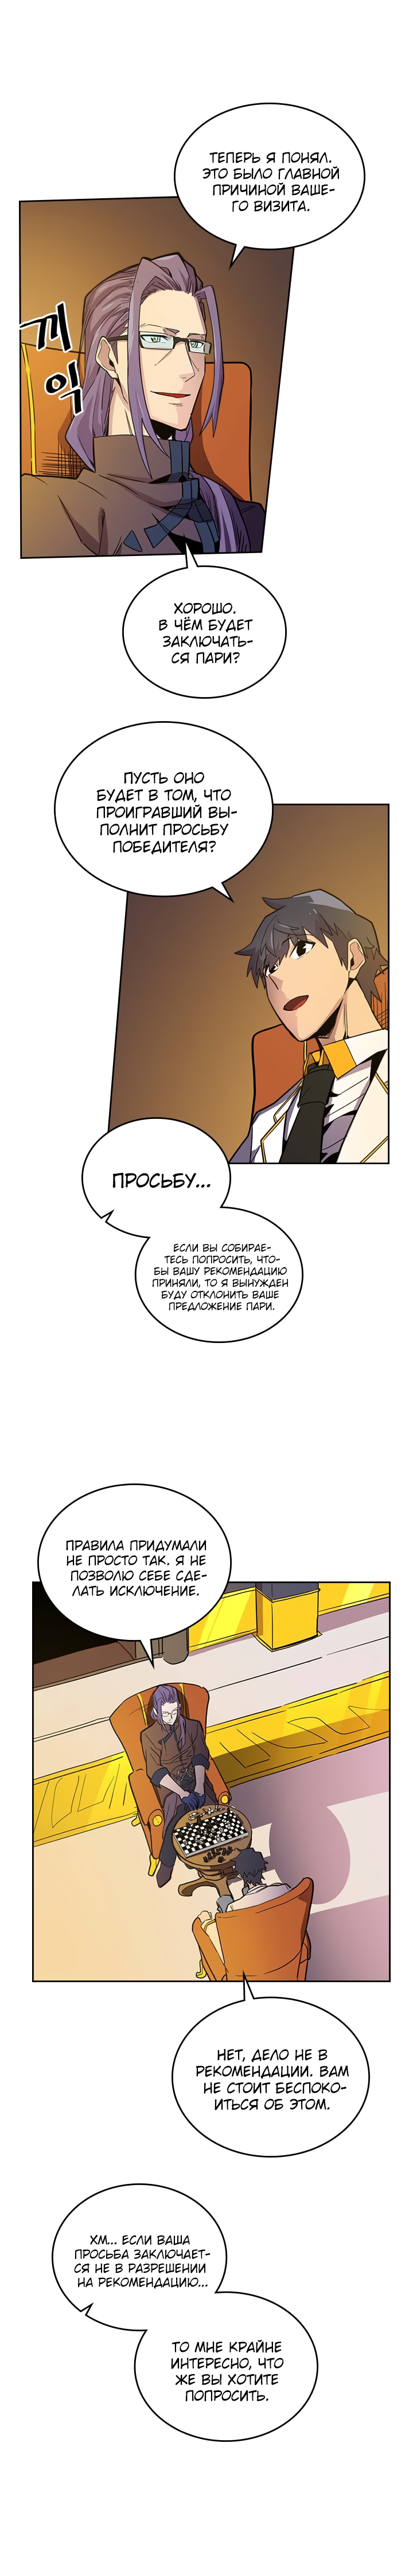 ТЕПЕРЬ Я ПОНЯЛ.
ЭТО БЫЛО ГЛАВНОЙ
ПРИЧИНОЙ ВАШЕ-
ГО ВИЗИТА.
끼익
ХОРОШО.
В ЧЁМ БУДЕТ
ЗАКЛЮЧАТЬ-
СЯ ПАРИ?
ПУСТЬ ОНО
БУДЕТ В ТОМ, ЧТО
ПРОИГРАВШИЙ ВЫ-
ПОЛНИТ ПРОСЬБУ
ПОБЕДИТЕЛЯ?
ПРОСЬБУ...
ЕСЛИ ВЫ СОБИРАЕ-
ТЕСЬ ПОПРОСИТЬ, ЧТО-
БЫ ВАШУ РЕКОМЕНДАЦИЮ
ПРИНЯЛИ, ТО Я ВЫНУЖДЕН
БУДУ ОТКЛОНИТЬ ВАШЕ
ПРЕДЛОЖЕНИЕ ПАРИ.
ПРАВИЛА ПРИДУМАЛИ
НЕ ПРОСТО ТАК. Я НЕ
ПОЗВОЛЮ СЕБЕ СДЕ-
ЛАТЬ ИСКЛЮЧЕНИЕ.
НЕТ, ДЕЛО НЕ В
РЕКОМЕНДАЦИИ. ВАМ
НЕ СТОИТ БЕСПОКО-
ИТЬСЯ ОБ ЭТОМ.
ХМ... ЕСЛИ ВАША
ПРОСЬБА ЗАКЛЮЧАЕТ-
СЯ НЕ В РАЗРЕШЕНИИ
НА РЕКОМЕНДАЦИЮ...
ТО МНЕ КРАЙНЕ
ИНТЕРЕСНО, ЧТО
ЖЕ ВЫ ХОТИТЕ
ПОПРОСИТЬ.